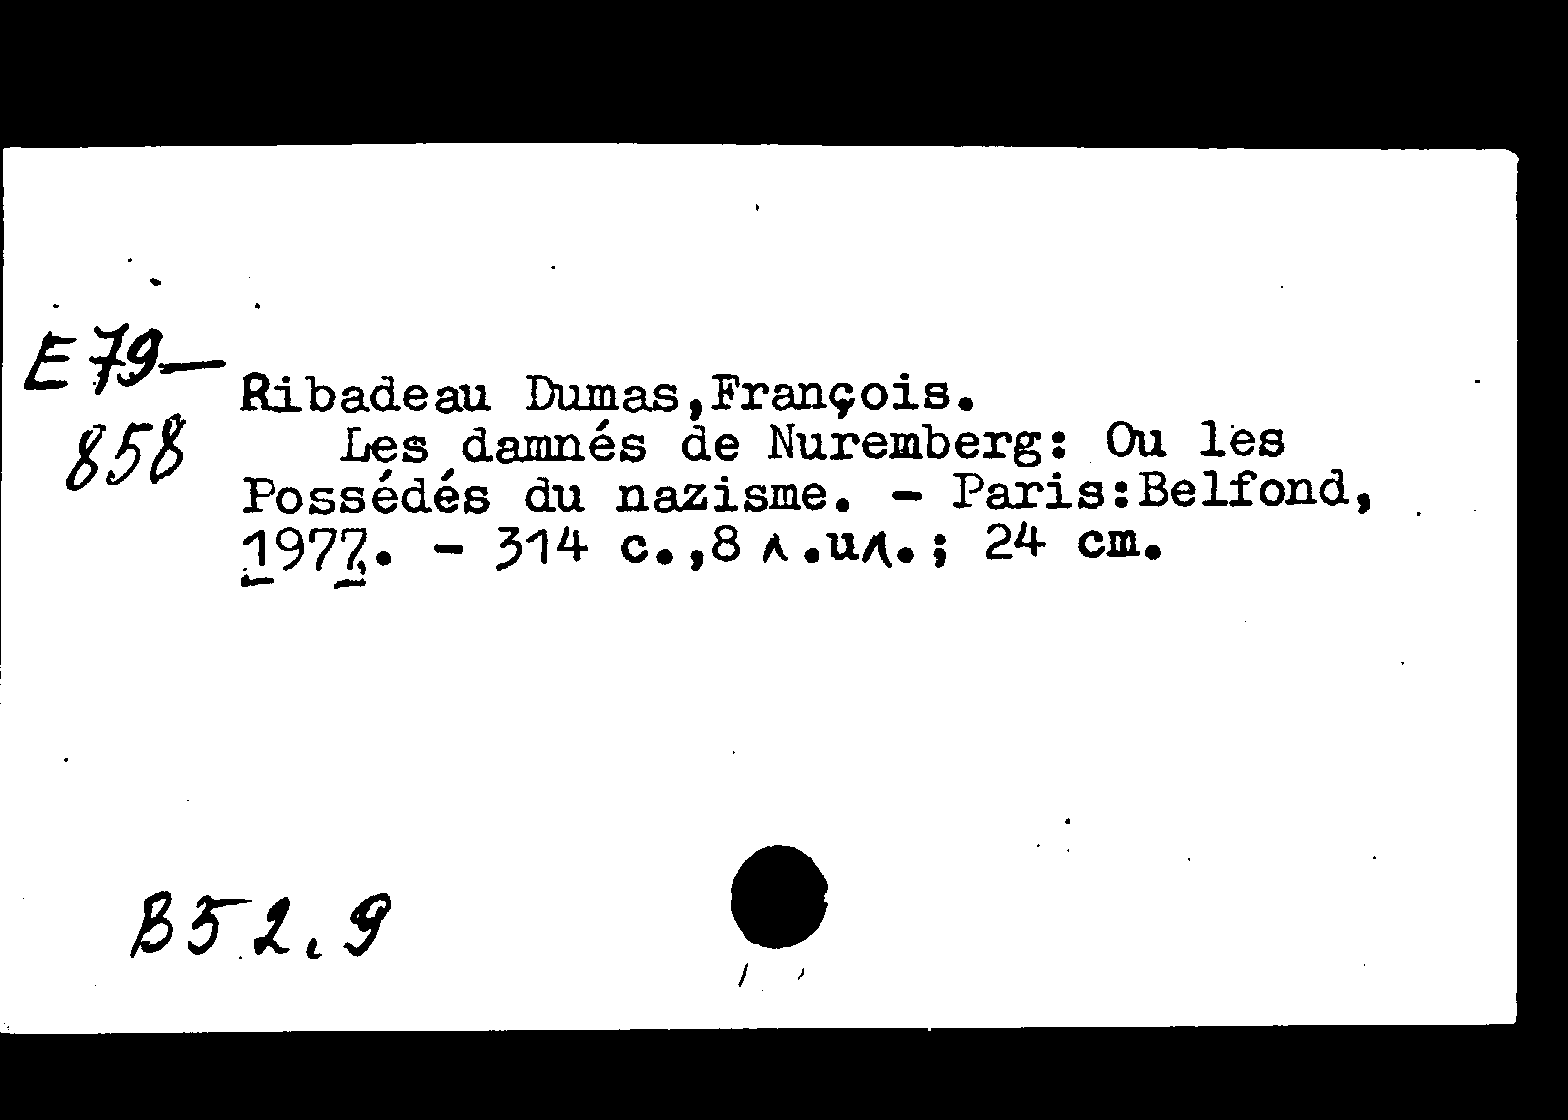 E79-
858
Ribadeau Dumas,François.
Les damnés de Nuremberg: Ou les
Possédés du nazisme. - Paris:Belfond,
1977. - 314 с.,8 л.ил.; 24 cm.
B52.9